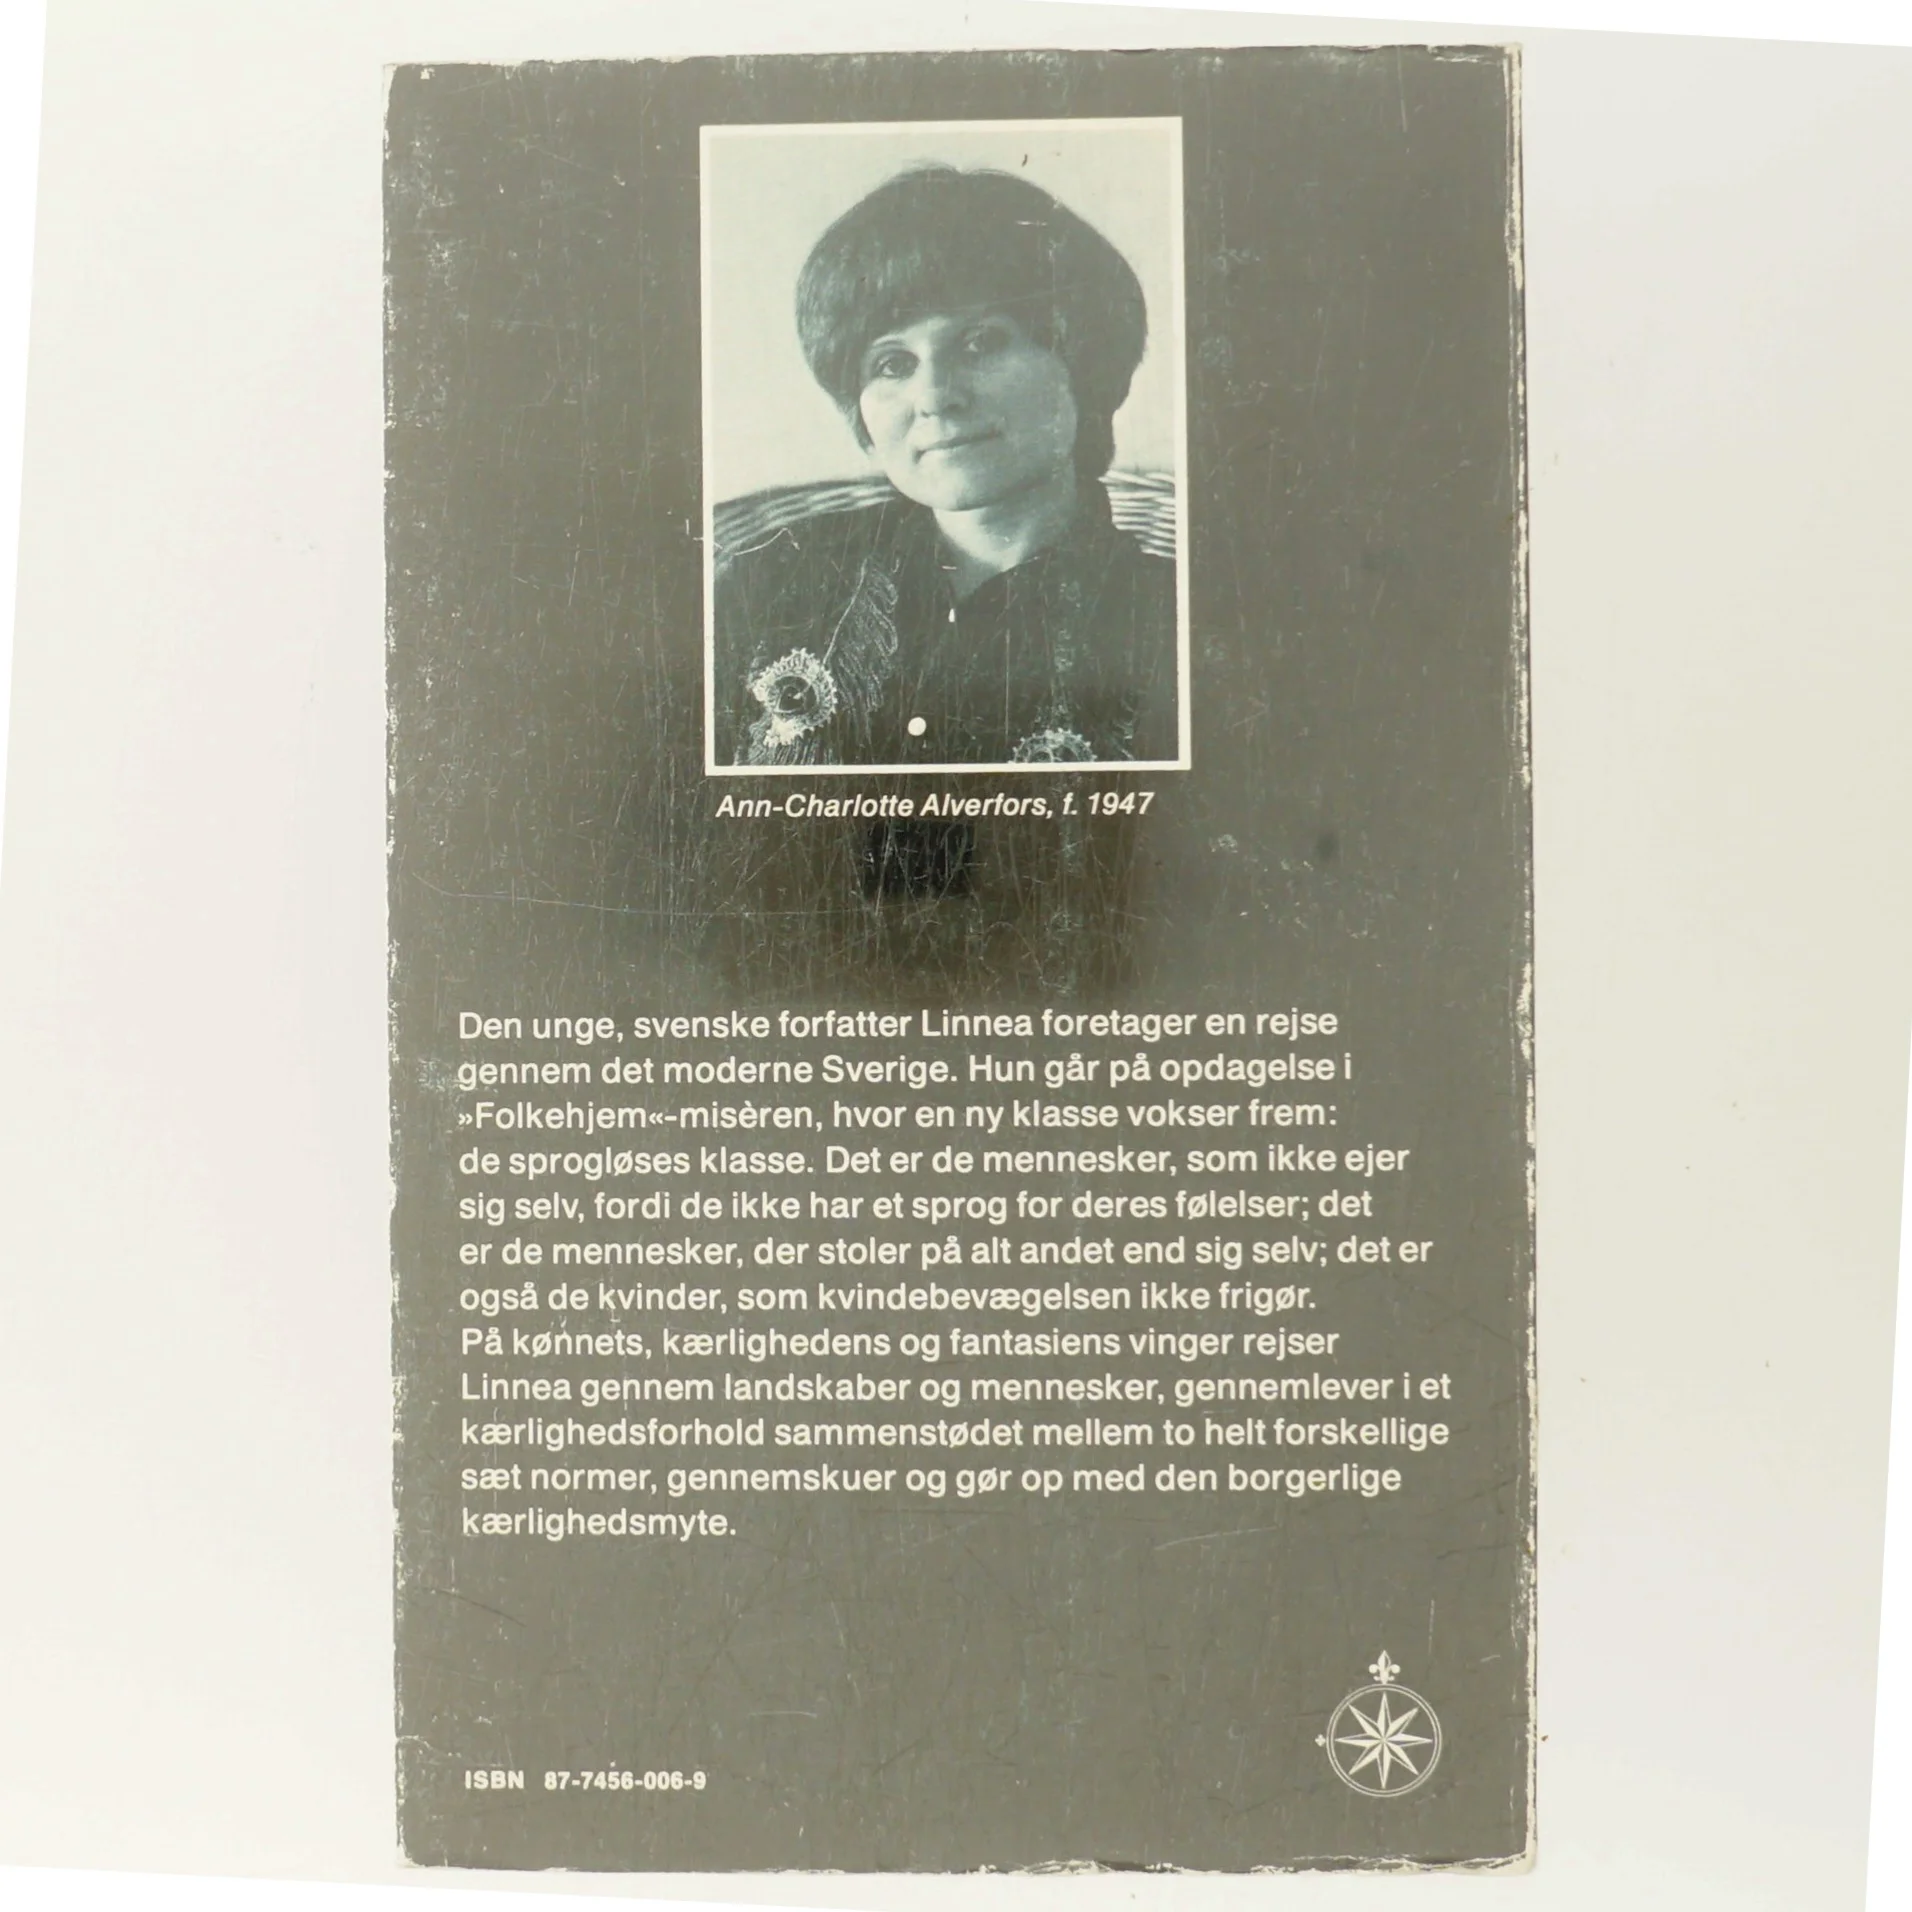 Ann-Charlotte Alverfors, f. 1947
Den unge, svenske forfatter Linnea foretager en rejse
gennem det moderne Sverige. Hun går på opdagelse i
»Folkehjem«-misèren, hvor en ny klasse vokser frem:
de sprogløses klasse. Det er de mennesker, som ikke ejer
sig selv, fordi de ikke har et sprog for deres følelser; det
er de mennesker, der stoler på alt andet end sig selv; det er
også de kvinder, som kvindebevægelsen ikke frigør.
På kønnets, kærlighedens og fantasiens vinger rejser
Linnea gennem landskaber og mennesker, gennemlever i et
kærlighedsforhold sammenstødet mellem to helt forskellige
sæt normer, gennemskuer og gør op med den borgerlige
kærlighedsmyte.
ISBN 87-7456-006-9